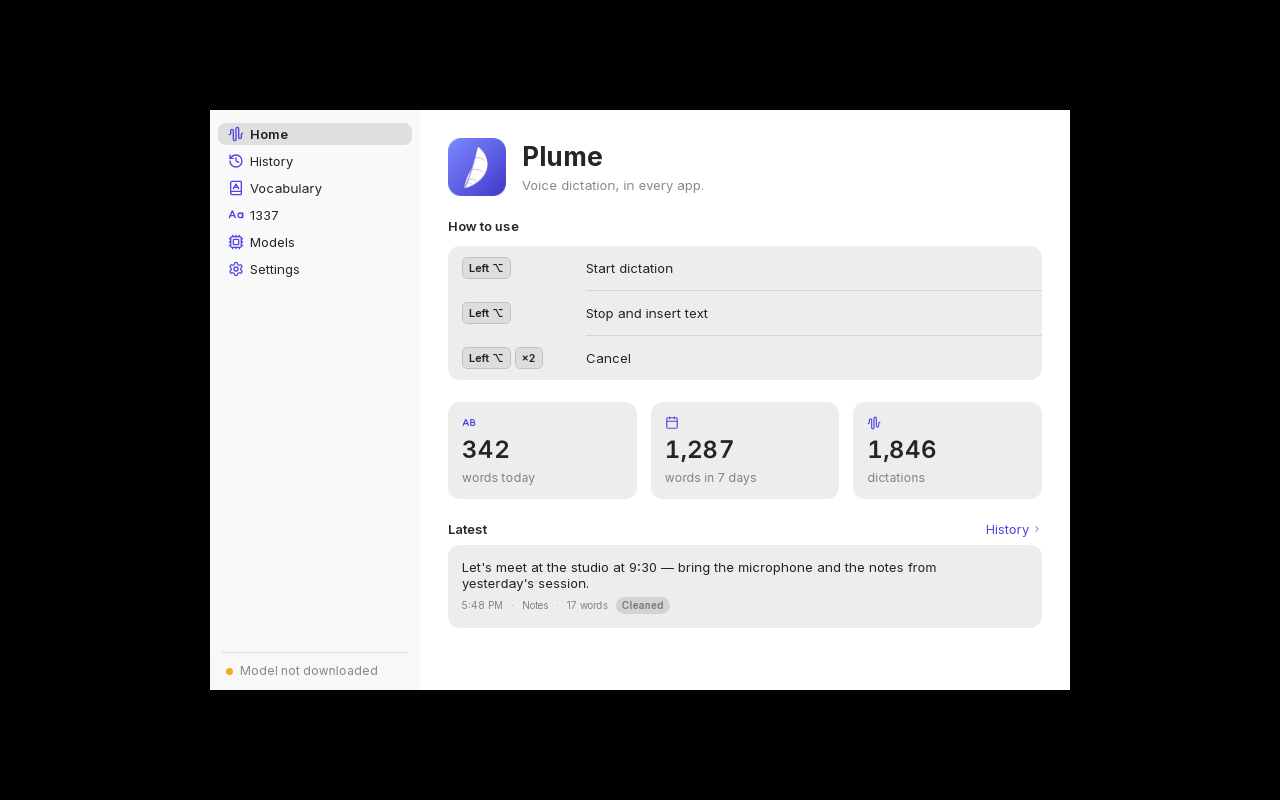 Home
History
Vocabulary
Aa 1337
Models
Settings
Model not downloaded
Plume
Voice dictation, in every app.
How to use
Left ⌥ Start dictation
Left ⌥ Stop and insert text
Left ⌥ ×2 Cancel
AB
342
words today
1,287
words in 7 days
1,846
dictations
Latest
History >
Let's meet at the studio at 9:30 — bring the microphone and the notes from
yesterday's session.
5:48 PM · Notes · 17 words Cleaned